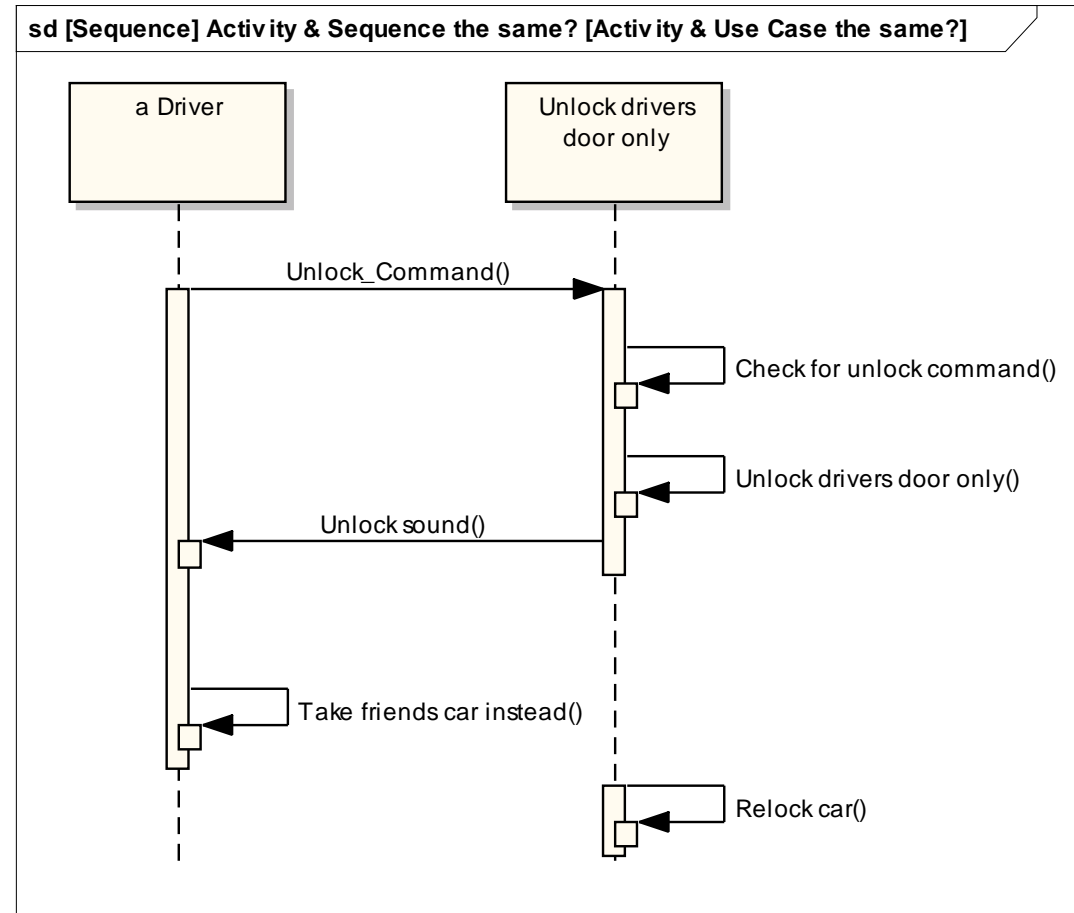 sd [Sequence] Activity & Sequence the same? [Activity & Use Case the same?]
a Driver
Unlock drivers
door only
Unlock_Command()
Check for unlock command()
Unlock drivers door only()
Unlock sound()
Take friends car instead()
Relock car()